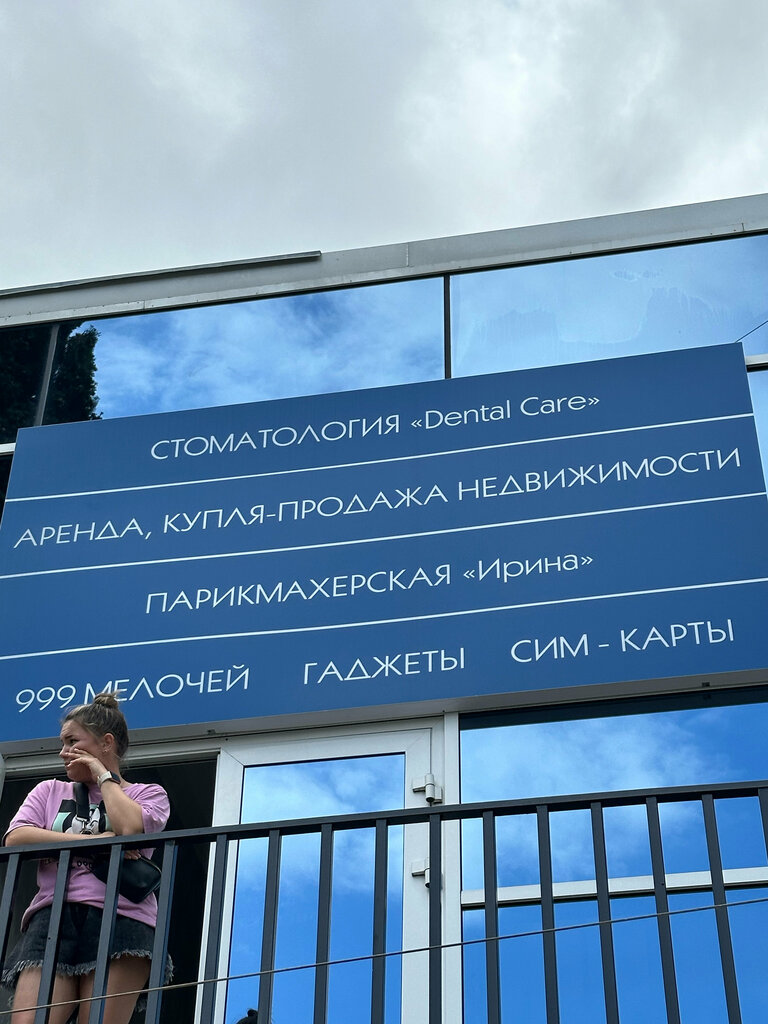 СТОМАТОЛОГИЯ «Dental Care»
АРЕНДА, КУПЛЯ-ПРОДАЖА НЕДВИЖИМОСТИ
ПАРИКМАХЕРСКАЯ «Ирина»
999 МЕЛОЧЕЙ ГАДЖЕТЫ СИМ - КАРТЫ